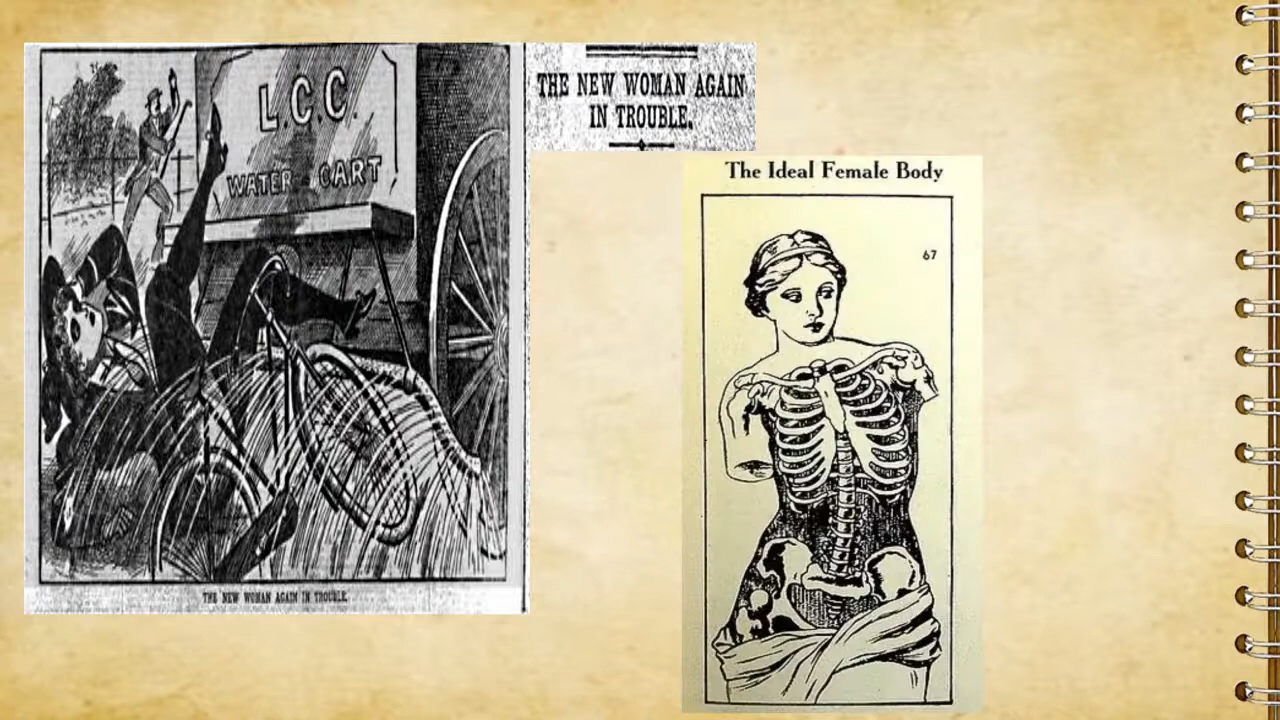 L.C.C.
WATER CART
THE NEW WOMAN AGAIN IN TROUBLE.
THE NEW WOMAN AGAIN
IN TROUBLE.
The Ideal Female Body
67